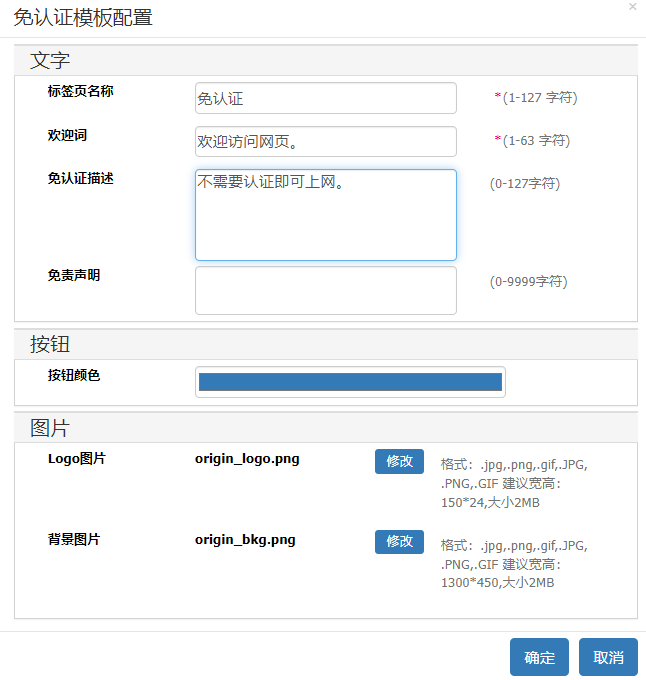 免认证模板配置
×
文字
标签页名称 免认证 *(1-127 字符)
欢迎词 欢迎访问网页。 *(1-63 字符)
免认证描述 不需要认证即可上网。 (0-127字符)
免责声明 (0-9999字符)
按钮
按钮颜色
图片
Logo图片 origin_logo.png 修改 格式：.jpg,.png,.gif,.JPG,
.PNG,.GIF 建议宽高：
150*24,大小2MB
背景图片 origin_bkg.png 修改 格式：.jpg,.png,.gif,.JPG,
.PNG,.GIF 建议宽高：
1300*450,大小2MB
确定 取消